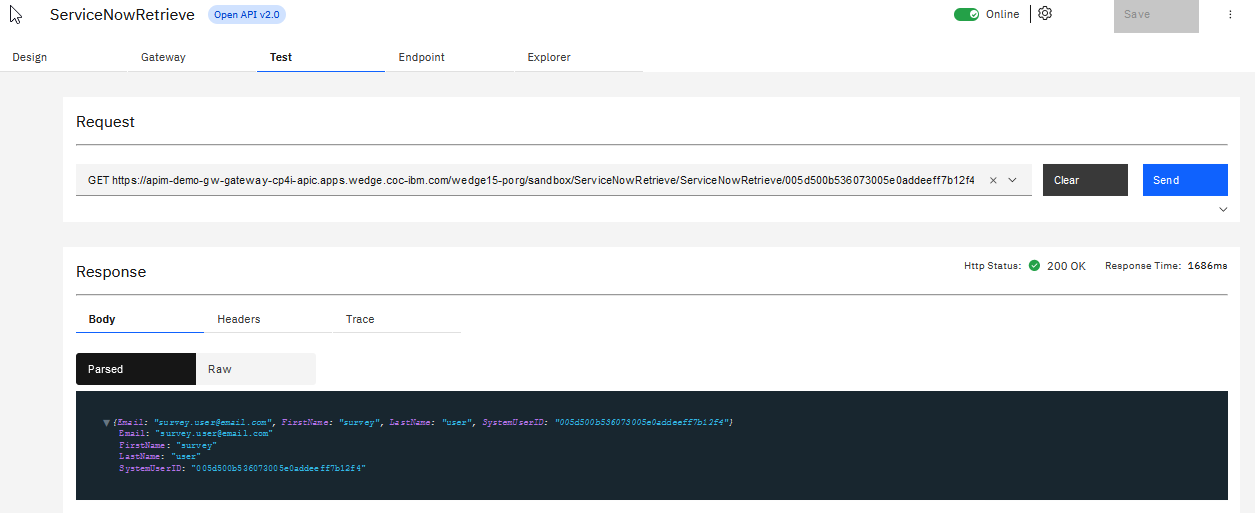 ServiceNowRetrieve Open API v2.0 Online Save
Design Gateway Test Endpoint Explorer
Request
GET https://apim-demo-gw-gateway-cp4i-apic.apps.wedge.coc-ibm.com/wedge15-porg/sandbox/ServiceNowRetrieve/ServiceNowRetrieve/005d500b536073005e0addeeff7b12f4 Clear Send
Response Http Status: 200 OK Response Time: 1686ms
Body Headers Trace
Parsed Raw
{Email: "survey.user@email.com", FirstName: "survey", LastName: "user", SystemUserID: "005d500b536073005e0addeeff7b12f4"}
Email: "survey.user@email.com"
FirstName: "survey"
LastName: "user"
SystemUserID: "005d500b536073005e0addeeff7b12f4"